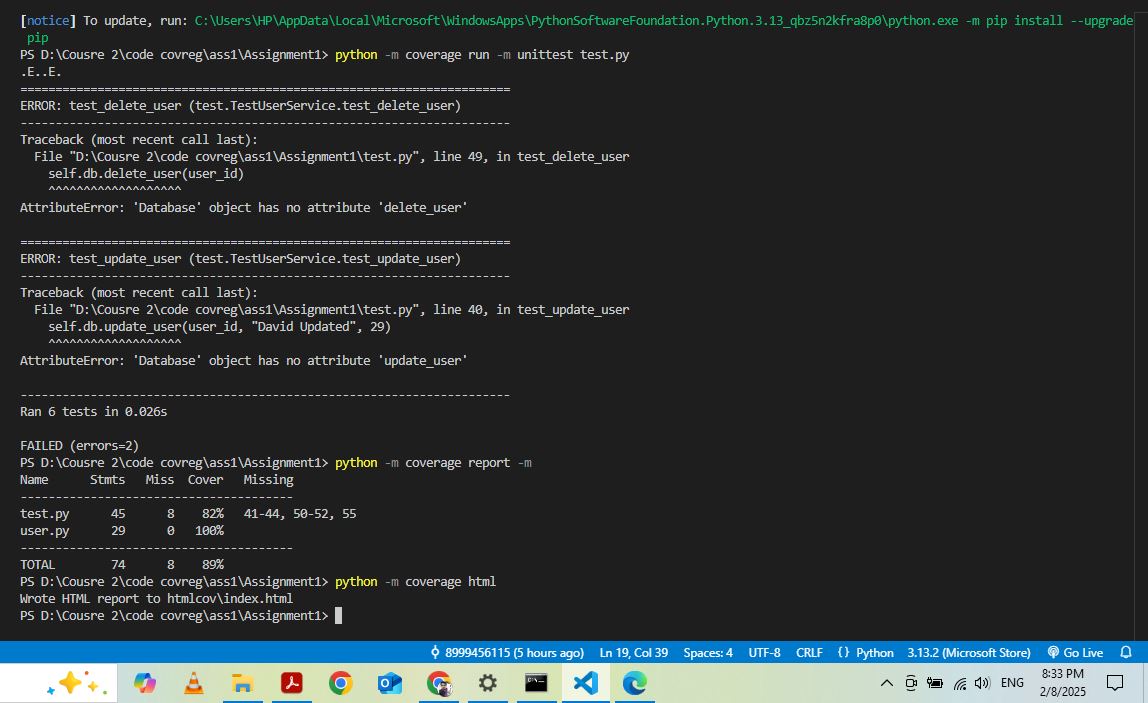 [notice] To update, run: C:\Users\HP\AppData\Local\Microsoft\WindowsApps\PythonSoftwareFoundation.Python.3.13_qbz5n2kfra8p0\python.exe -m pip install --upgrade
pip
PS D:\Cousre 2\code covreg\ass1\Assignment1> python -m coverage run -m unittest test.py
.E..E.
======================================================================
ERROR: test_delete_user (test.TestUserService.test_delete_user)
----------------------------------------------------------------------
Traceback (most recent call last):
  File "D:\Cousre 2\code covreg\ass1\Assignment1\test.py", line 49, in test_delete_user
    self.db.delete_user(user_id)
    ^^^^^^^^^^^^^^^^^^^
AttributeError: 'Database' object has no attribute 'delete_user'
======================================================================
ERROR: test_update_user (test.TestUserService.test_update_user)
----------------------------------------------------------------------
Traceback (most recent call last):
  File "D:\Cousre 2\code covreg\ass1\Assignment1\test.py", line 40, in test_update_user
    self.db.update_user(user_id, "David Updated", 29)
    ^^^^^^^^^^^^^^^^^^^
AttributeError: 'Database' object has no attribute 'update_user'
----------------------------------------------------------------------
Ran 6 tests in 0.026s
FAILED (errors=2)
PS D:\Cousre 2\code covreg\ass1\Assignment1> python -m coverage report -m
Name      Stmts   Miss  Cover   Missing
---------------------------------------
test.py      45      8    82%   41-44, 50-52, 55
user.py      29      0   100%
---------------------------------------
TOTAL        74      8    89%
PS D:\Cousre 2\code covreg\ass1\Assignment1> python -m coverage html
Wrote HTML report to htmlcov\index.html
PS D:\Cousre 2\code covreg\ass1\Assignment1>
8999456115 (5 hours ago) Ln 19, Col 39 Spaces: 4 UTF-8 CRLF {} Python 3.13.2 (Microsoft Store) Go Live
ENG
8:33 PM
2/8/2025